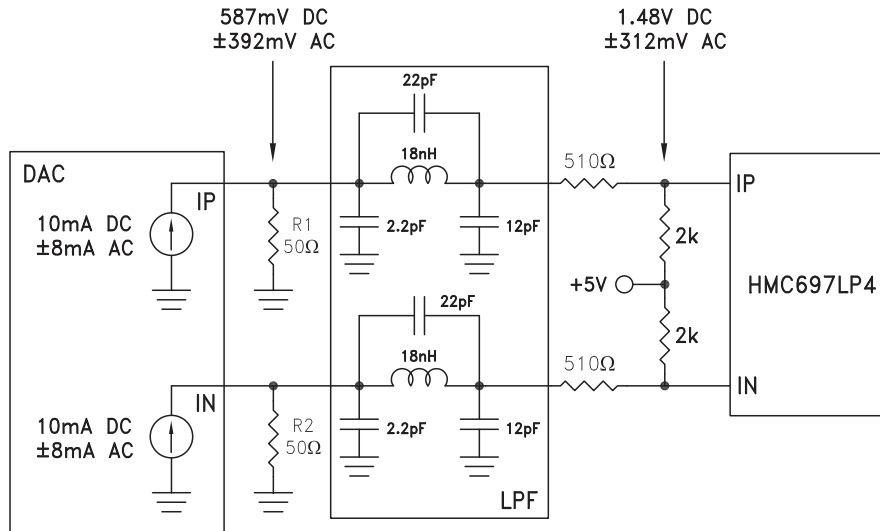 587mV DC
±392mV AC
1.48V DC
±312mV AC
22pF
18nH
510Ω
DAC
IP
IP
10mA DC
±8mA AC
R1
50Ω
2.2pF
12pF
2k
+5V
HMC697LP4
22pF
18nH
510Ω
2k
IN
IN
10mA DC
±8mA AC
R2
50Ω
2.2pF
12pF
LPF